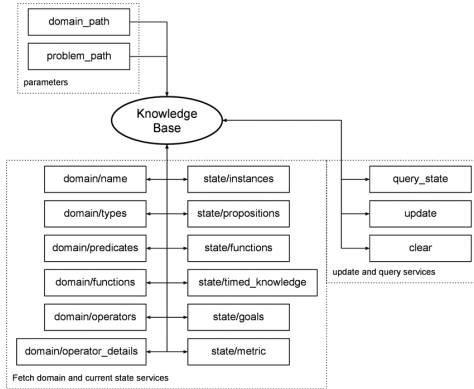 domain_path
problem_path
parameters
Knowledge
Base
domain/name
state/instances
domain/types
state/propositions
domain/predicates
state/functions
domain/functions
state/timed_knowledge
domain/operators
state/goals
domain/operator_details
state/metric
Fetch domain and current state services
query_state
update
clear
update and query services